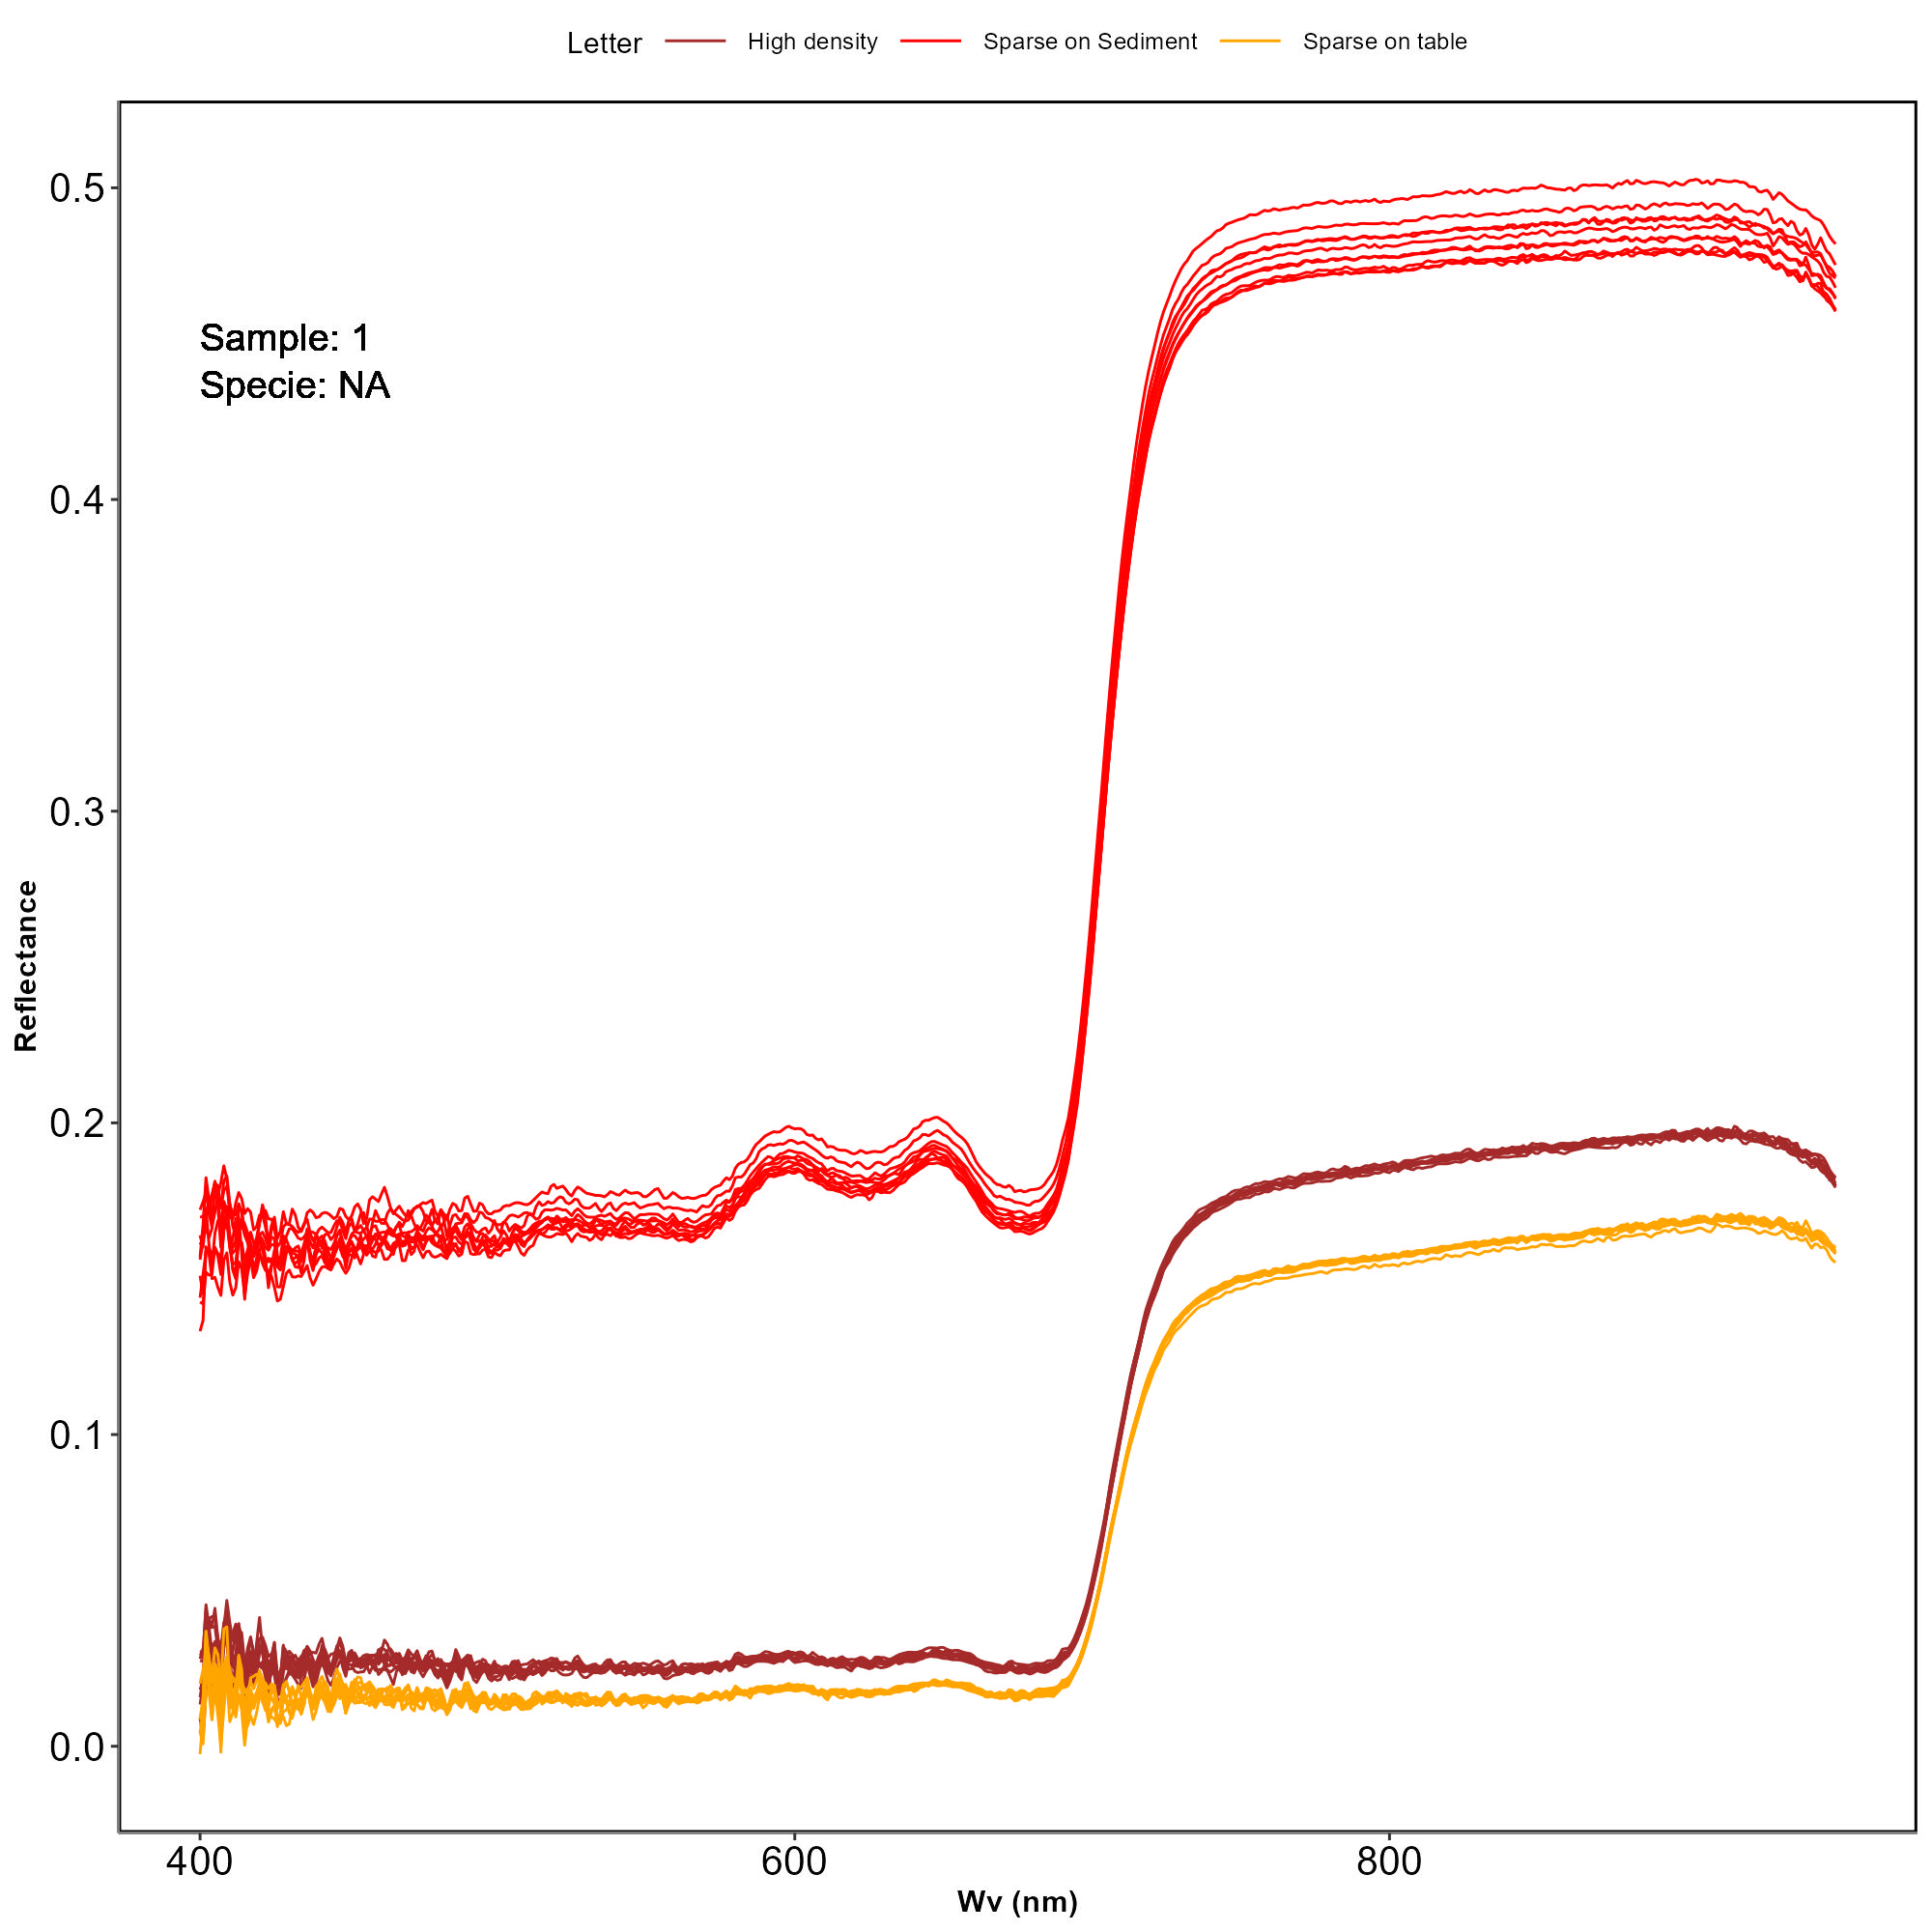 Letter High density Sparse on Sediment Sparse on table
0.5
Sample: 1
Specie: NA
0.4
0.3
Reflectance
0.2
0.1
0.0
400 600 800
Wv (nm)